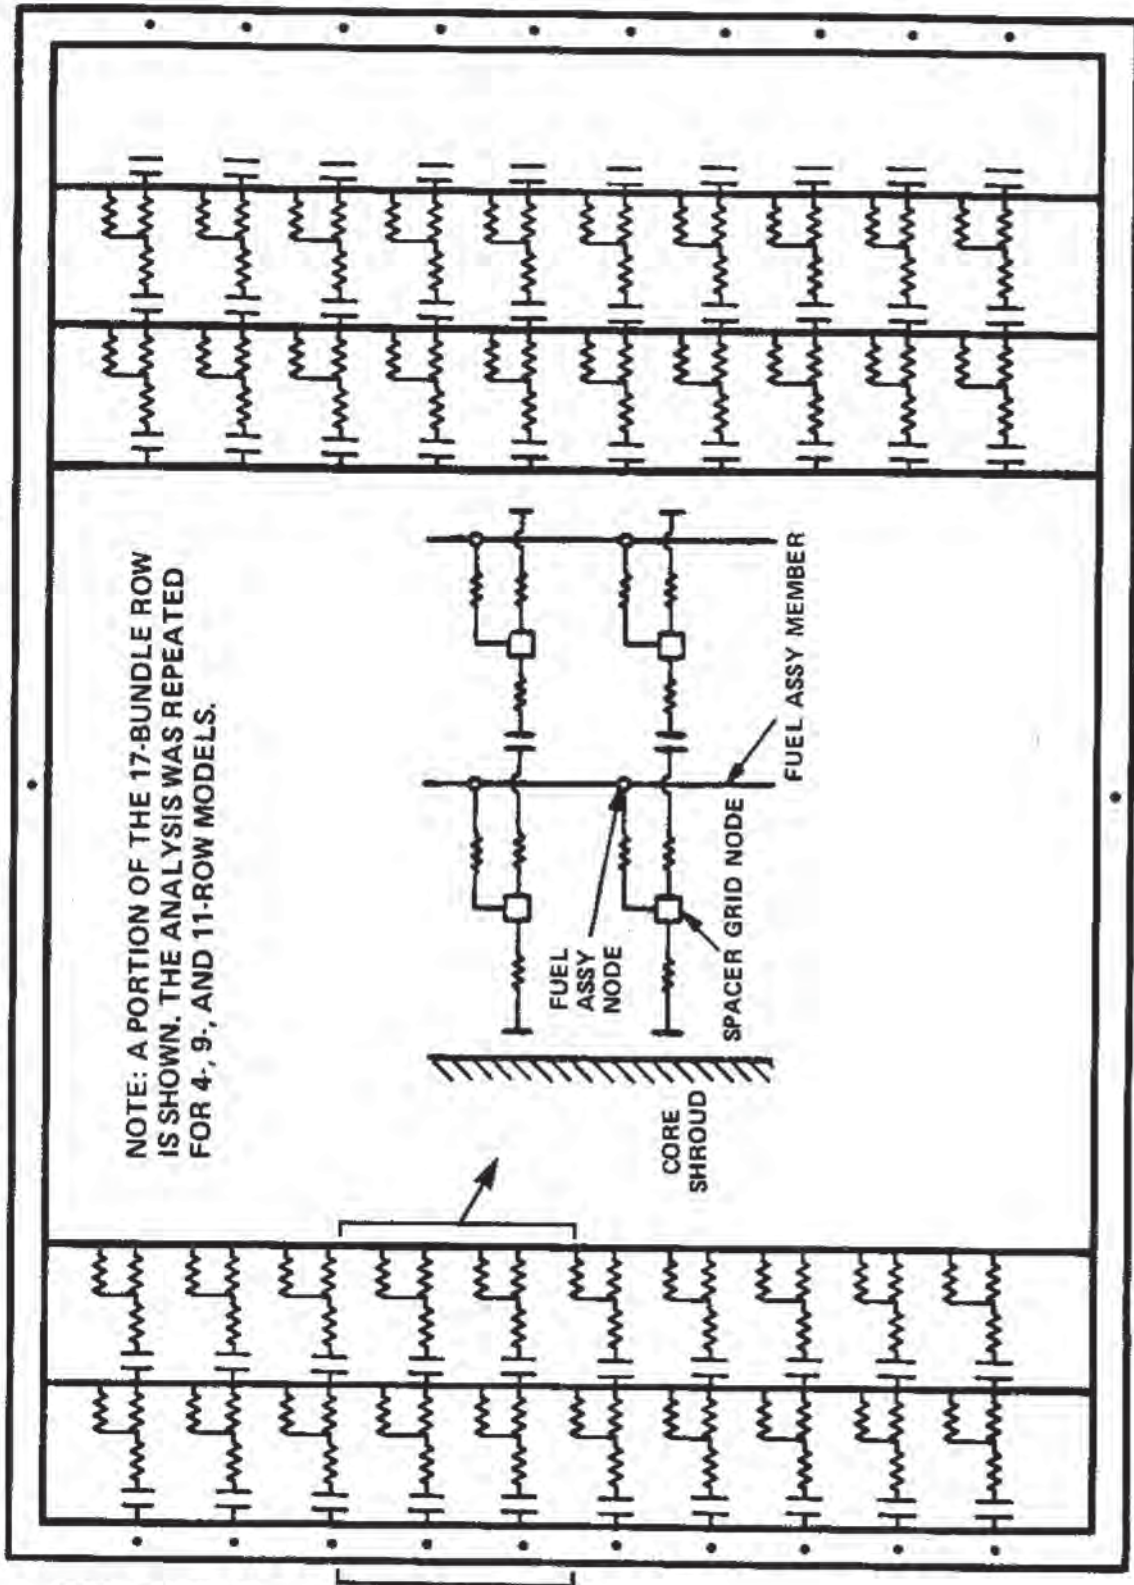 NOTE: A PORTION OF THE 17-BUNDLE ROW
IS SHOWN. THE ANALYSIS WAS REPEATED
FOR 4-, 9-, AND 11-ROW MODELS.
FUEL
ASSY
NODE
CORE
SHROUD
SPACER GRID NODE
FUEL ASSY MEMBER